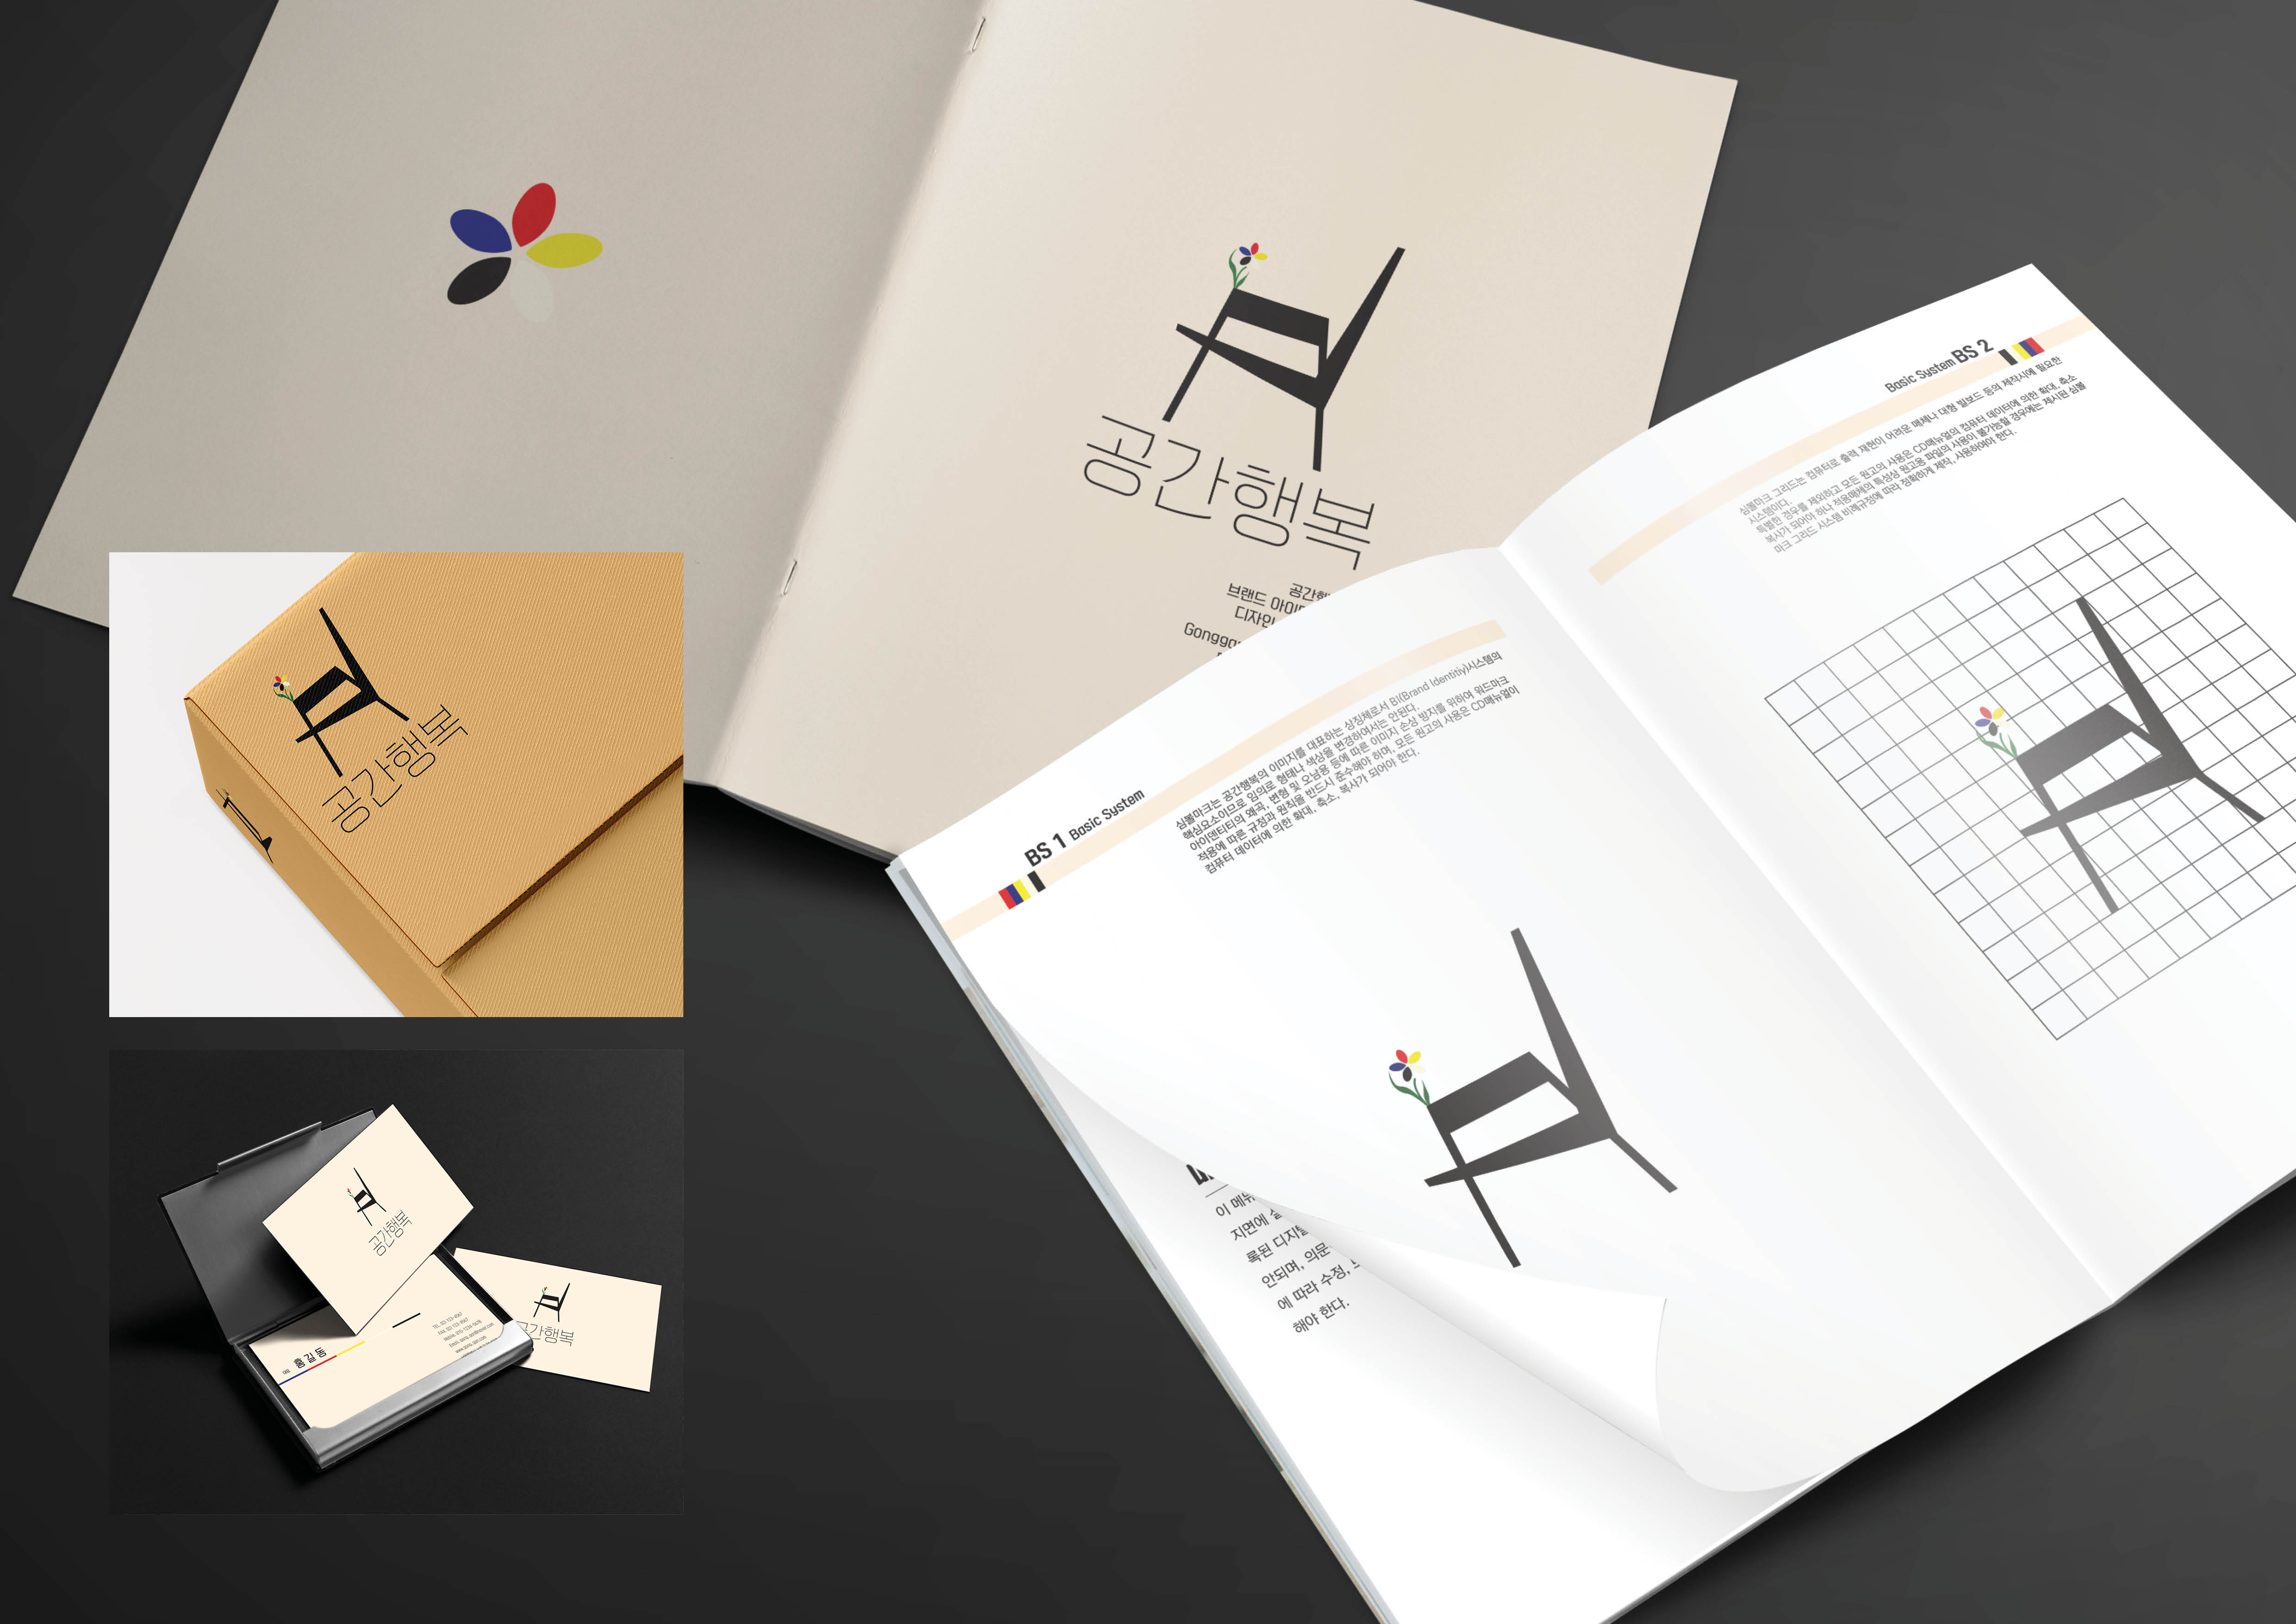 공간행복
공간행
브랜드
디자인
BS 1 Basic System
심볼마크는 공간행복의 이미지를 대표하는 상징체로서 BI(Brand Identitiy)시스템의
핵심요소이므로 임의로 형태나 색상을 변경하여서는 안된다.
아이덴티티의 왜곡, 변형 및 오남용 등에 따른 이미지 손상 방지를 위하여 워드마크
적용에 따른 규정과 원칙을 반드시 준수해야 하며, 모든 원고의 사용은 CD매뉴얼이
컴퓨터 데이터에 의한 확대, 축소, 복사가 되어야 한다.
Basic System BS 2
심볼마크 그리드는 컴퓨터로 출력 재현이 어려운 매체나 대형 빌보드 등의 제작시에 필요한
시스템이다.
특별한 경우를 제외하고 모든 원고의 사용은 CD매뉴얼의 컴퓨터 데이터에 의한 확대, 축소
복사가 되어야 하나 적용매체의 특성상 원고용 파일의 사용이 불가능할 경우에는 제시된 심볼
마크 그리드 시스템 비례규정에 따라 정확하게 제작, 사용하여야 한다.
이
지면에
록된 디지털
안되며, 의문
에 따라 수정,
해야 한다.
공간행복
공간행복
공간행복
홍길동